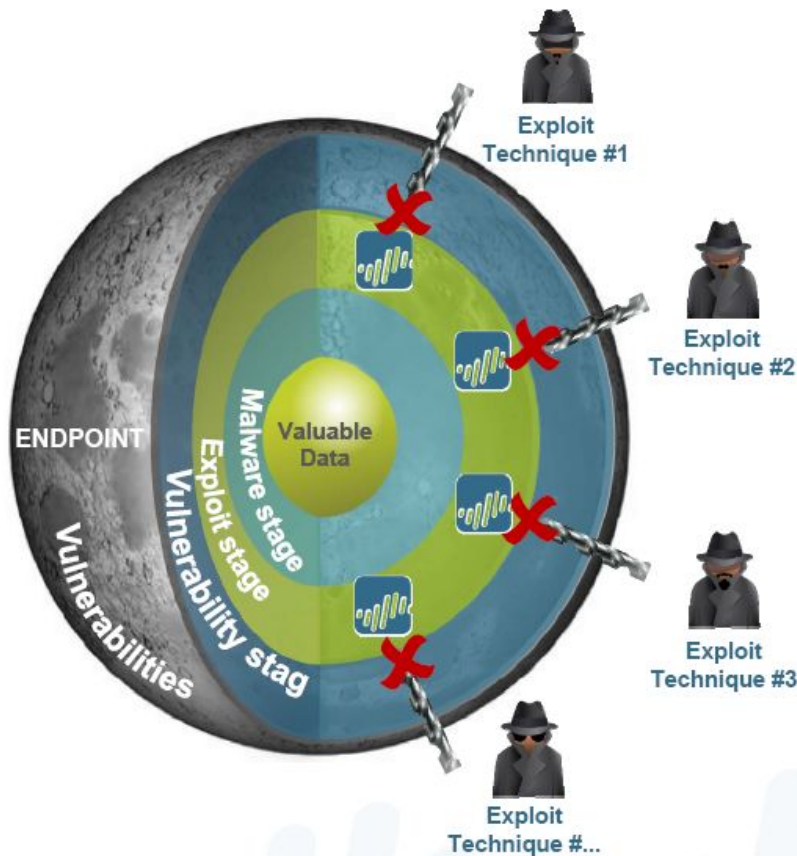 Exploit
Technique #1
Exploit
Technique #2
ENDPOINT
Valuable
Data
Malware stage
Exploit stage
Vulnerability stag
Vulnerabilities
Exploit
Technique #3
Exploit
Technique #...